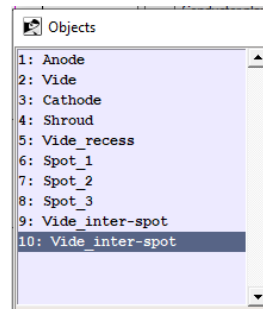 Objects
1: Anode
2: Vide
3: Cathode
4: Shroud
5: Vide_recess
6: Spot_1
7: Spot_2
8: Spot_3
9: Vide_inter-spot
10: Vide_inter-spot